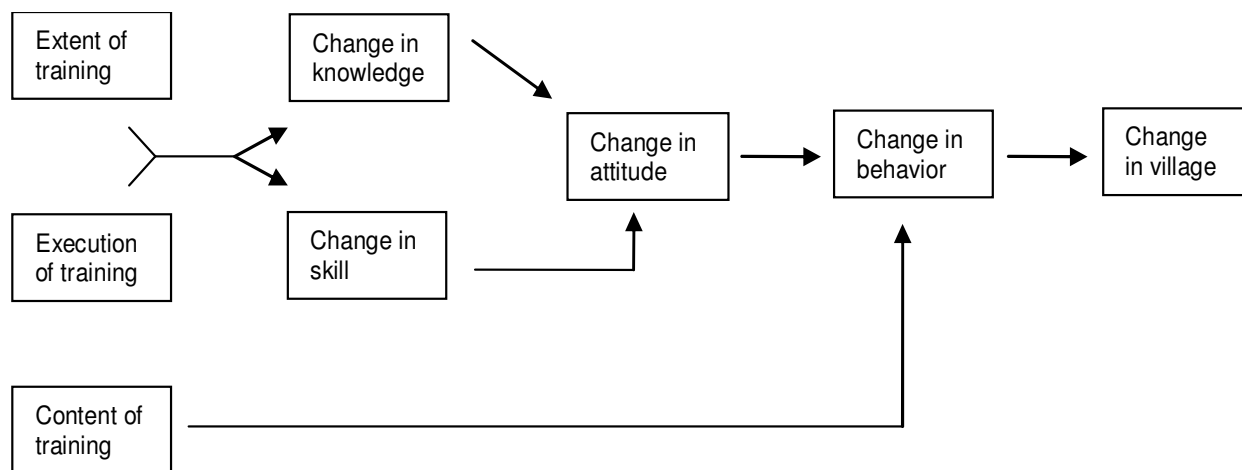 Extent of
training
Change in
knowledge
Change in
attitude
Change in
behavior
Change
in village
Execution
of training
Change in
skill
Content of
training